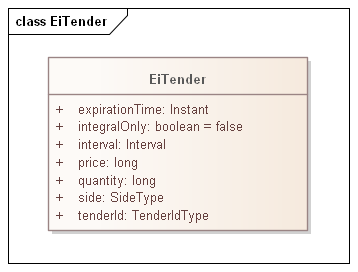 class EiTender
EiTender
+ expirationTime: Instant
+ integralOnly: boolean = false
+ interval: Interval
+ price: long
+ quantity: long
+ side: SideType
+ tenderId: TenderIdType